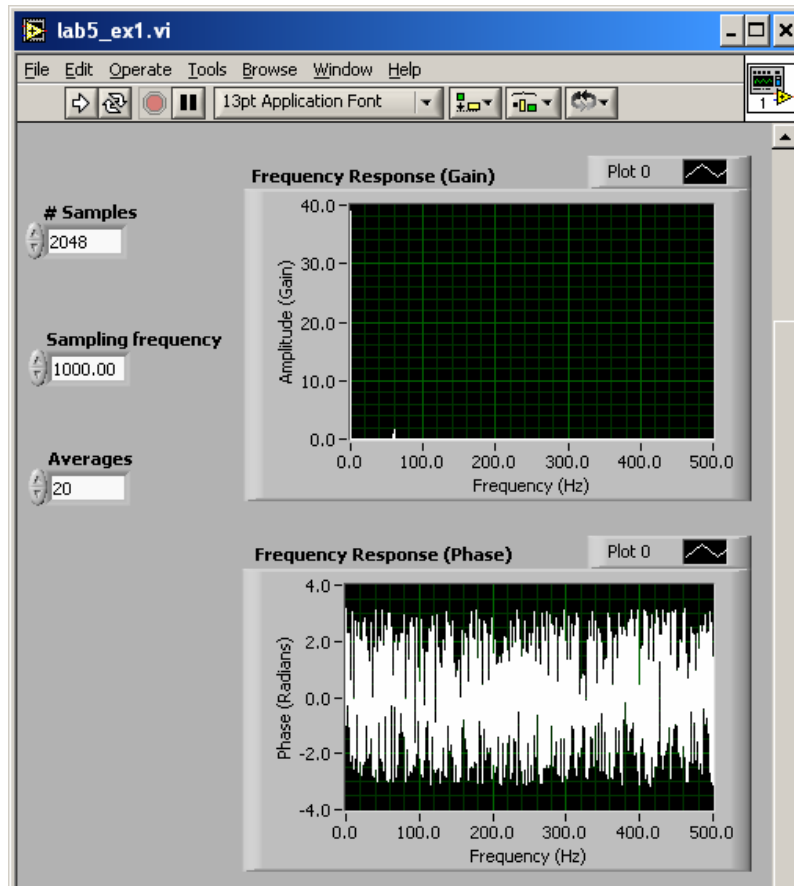 lab5_ex1.vi
File Edit Operate Tools Browse Window Help
13pt Application Font
1
Frequency Response (Gain)
Plot 0
# Samples
2048
Sampling frequency
1000.00
Averages
20
40.0
30.0
20.0
10.0
0.0
Amplitude (Gain)
0.0 100.0 200.0 300.0 400.0 500.0
Frequency (Hz)
Frequency Response (Phase)
Plot 0
4.0
2.0
0.0
-2.0
-4.0
Phase (Radians)
0.0 100.0 200.0 300.0 400.0 500.0
Frequency (Hz)